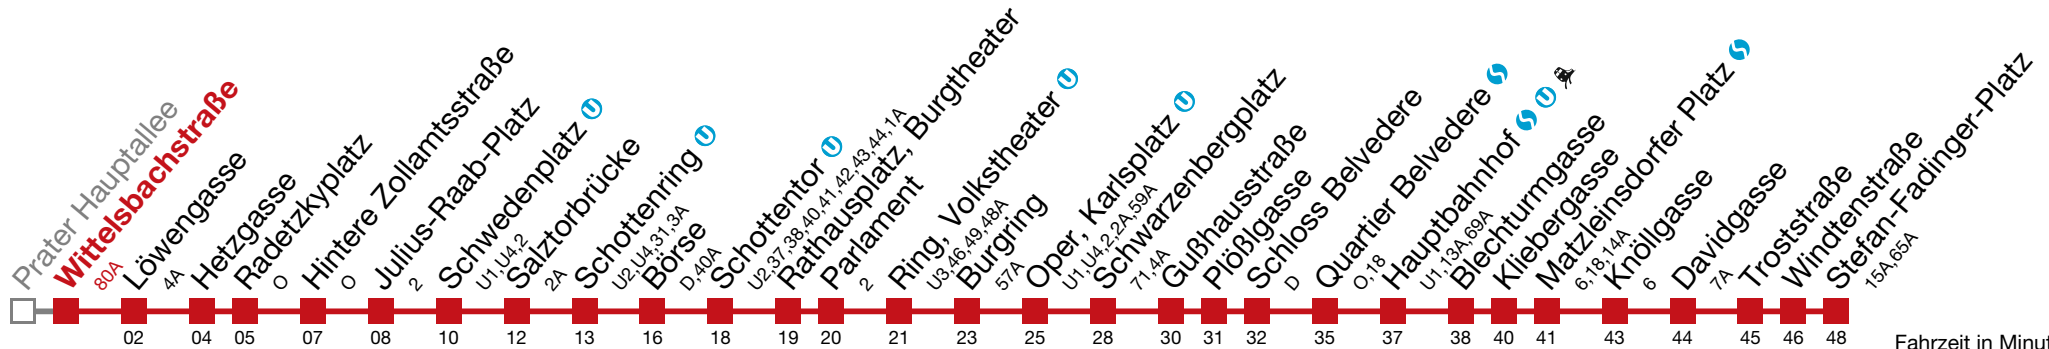 Prater Hauptallee
Wittelsbachstraße
80A
Löwengasse
4A
Hetzgasse
Radetzkyplatz
O
Hintere Zollamtsstraße
O
Julius-Raab-Platz
2
Schwedenplatz U
U1,U4,2
Salztorbrücke
2A
Schottenring U
U2,U4,31,3A
Börse
D,40A
Schottentor U
U2,37,38,40,41,42,43,44,1A
Rathausplatz, Burgtheater
Parlament
2
Ring, Volkstheater U
U3,46,49,48A
Burgring
57A
Oper, Karlsplatz U
U1,U4,2,2A,59A
Schwarzenbergplatz
71,4A
Gußhausstraße
Plößlgasse
Schloss Belvedere
D
Quartier Belvedere S
O,18
Hauptbahnhof S U
U1,13A,69A
Blechturmgasse
Kliebergasse
Matzleinsdorfer Platz S
6,18,14A
Knöllgasse
6
Davidgasse
7A
Troststraße
Windtenstraße
Stefan-Fadinger-Platz
15A,65A
02 04 05 07 08 10 12 13 16 18 19 20 21 23 25 28 30 31 32 35 37 38 40 41 43 44 45 46 48 Fahrzeit in Minut